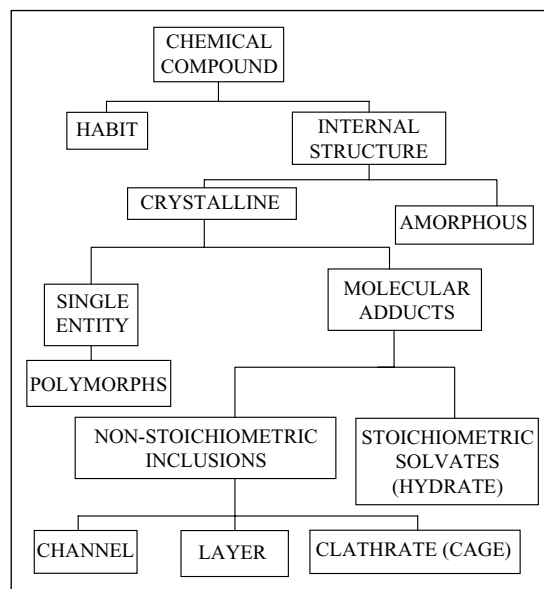 CHEMICAL
COMPOUND
HABIT
INTERNAL
STRUCTURE
CRYSTALLINE
AMORPHOUS
SINGLE
ENTITY
MOLECULAR
ADDUCTS
POLYMORPHS
NON-STOICHIOMETRIC
INCLUSIONS
STOICHIOMETRIC
SOLVATES
(HYDRATE)
CHANNEL
LAYER
CLATHRATE (CAGE)